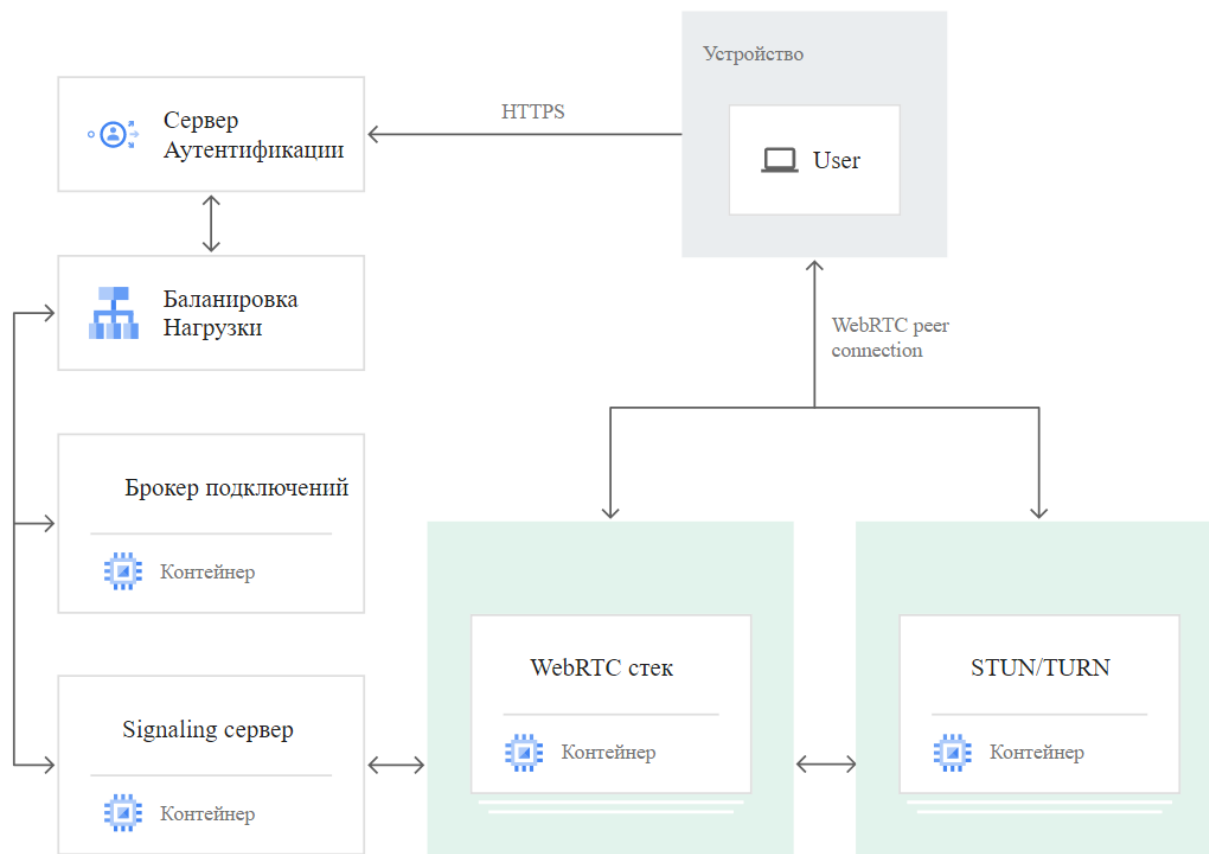 Устройство
HTTPS
Сервер
Аутентификации
User
Баланировка
Нагрузки
WebRTC peer
connection
Брокер подключений
Контейнер
WebRTC стек
Контейнер
STUN/TURN
Контейнер
Signaling сервер
Контейнер